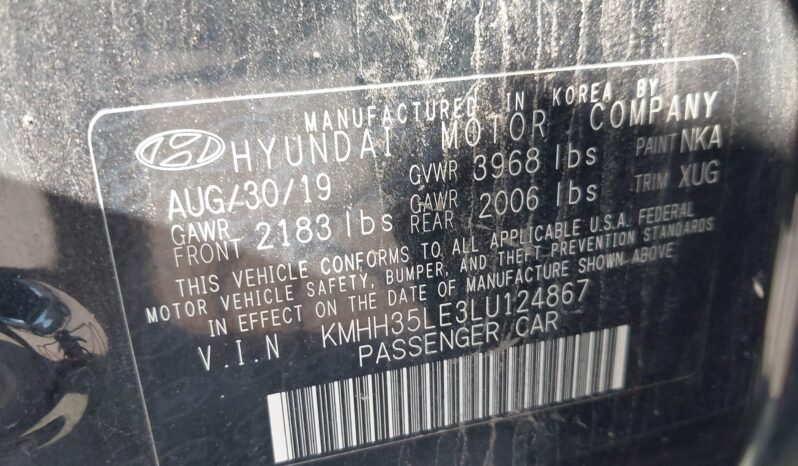 MANUFACTURED IN KOREA BY
HYUNDAI MOTOR COMPANY
AUG/30/19 GVWR 3968 lbs PAINT NKA
GAWR FRONT 2183 lbs GAWR REAR 2006 lbs TRIM XUG
THIS VEHICLE CONFORMS TO ALL APPLICABLE U.S.A. FEDERAL
MOTOR VEHICLE SAFETY, BUMPER, AND THEFT PREVENTION STANDARDS
IN EFFECT ON THE DATE OF MANUFACTURE SHOWN ABOVE
V.I.N KMHH35LE3LU124867
PASSENGER CAR